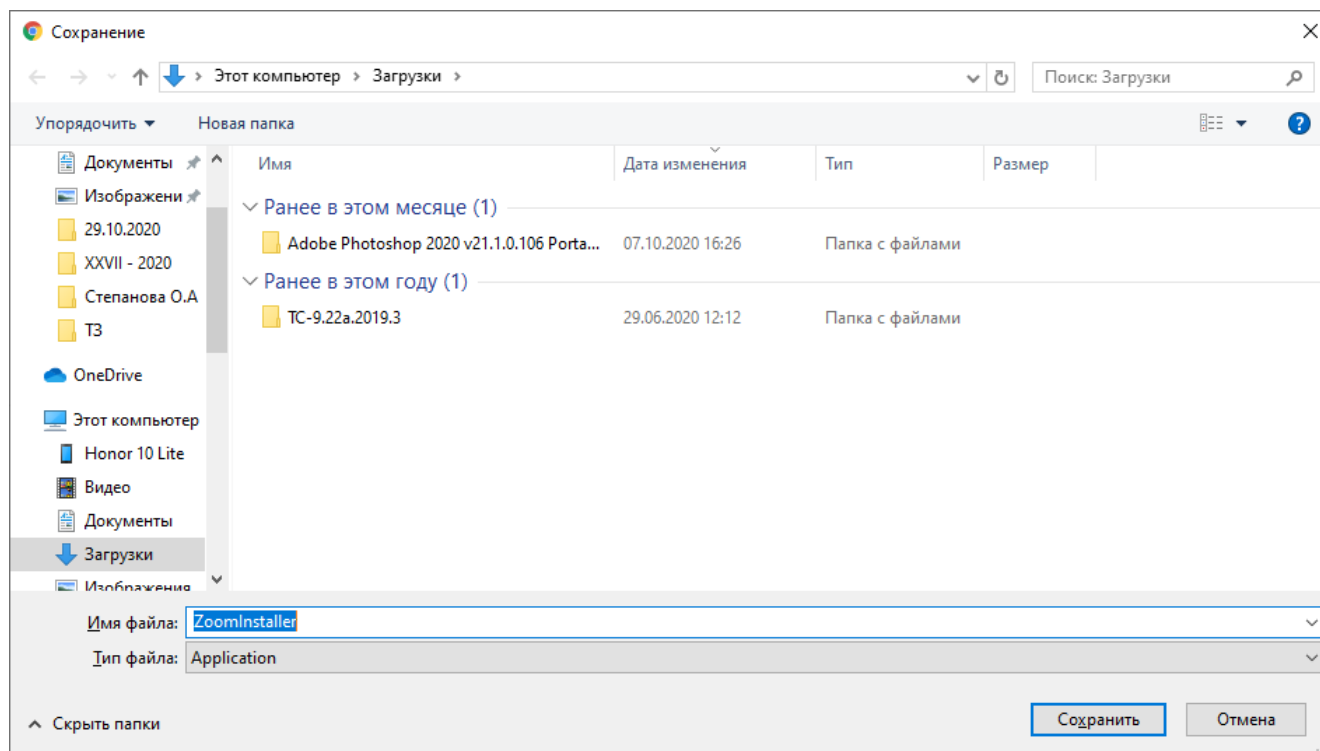 Сохранение
Этот компьютер > Загрузки >
Поиск: Загрузки
Упорядочить
Новая папка
Документы
Изображени
29.10.2020
XXVII - 2020
Степанова О.А
ТЗ
OneDrive
Этот компьютер
Honor 10 Lite
Видео
Документы
Загрузки
Изображения
Имя Дата изменения Тип Размер
Ранее в этом месяце (1)
Adobe Photoshop 2020 v21.1.0.106 Porta... 07.10.2020 16:26 Папка с файлами
Ранее в этом году (1)
TC-9.22a.2019.3 29.06.2020 12:12 Папка с файлами
Имя файла: ZoomInstaller
Тип файла: Application
Скрыть папки
Сохранить
Отмена